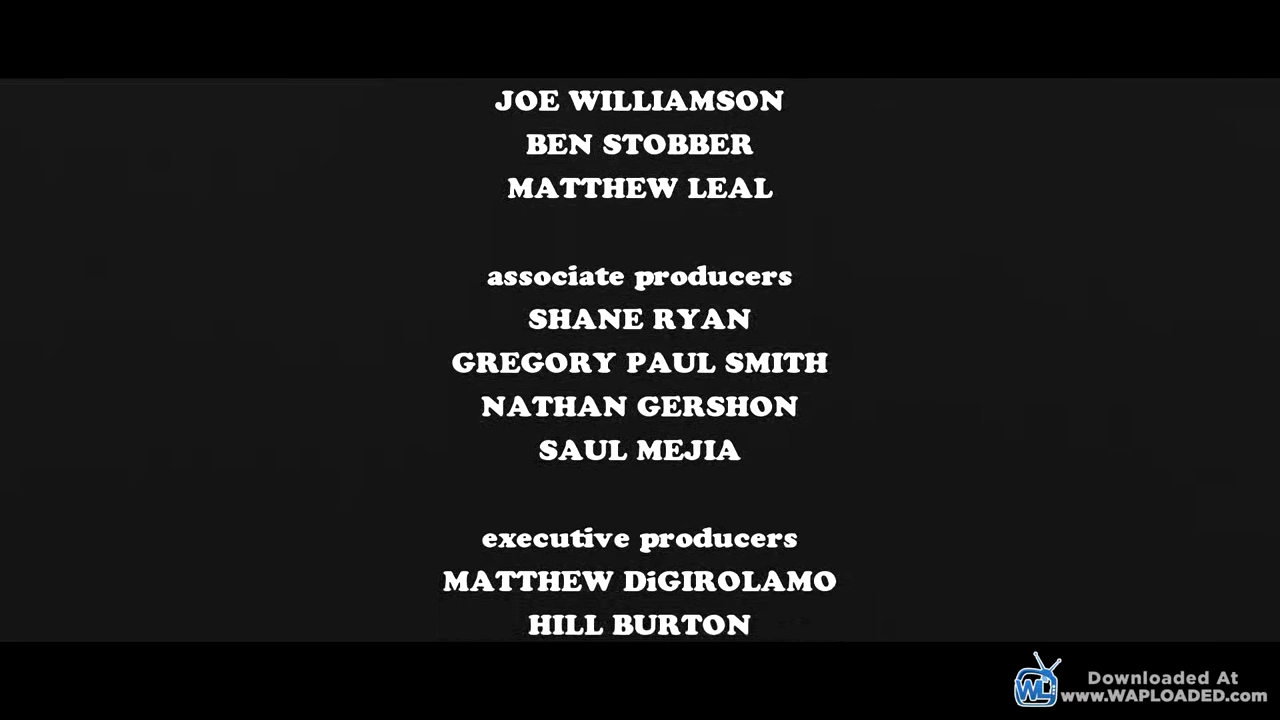 JOE WILLIAMSON
BEN STOBBER
MATTHEW LEAL
associate producers
SHANE RYAN
GREGORY PAUL SMITH
NATHAN GERSHON
SAUL MEJIA
executive producers
MATTHEW DiGIROLAMO
HILL BURTON
WL
Downloaded At
www.WAPLOADED.com